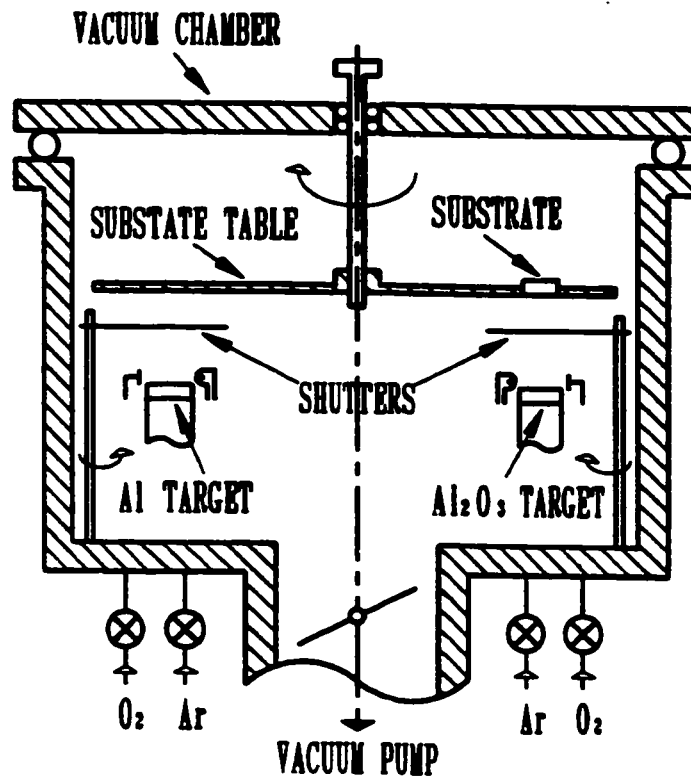 VACUUM CHAMBER
SUBSTATE TABLE
SUBSTRATE
SHUTTERS
Al TARGET
Al₂O₃ TARGET
O₂
Ar
Ar
O₂
VACUUM PUMP